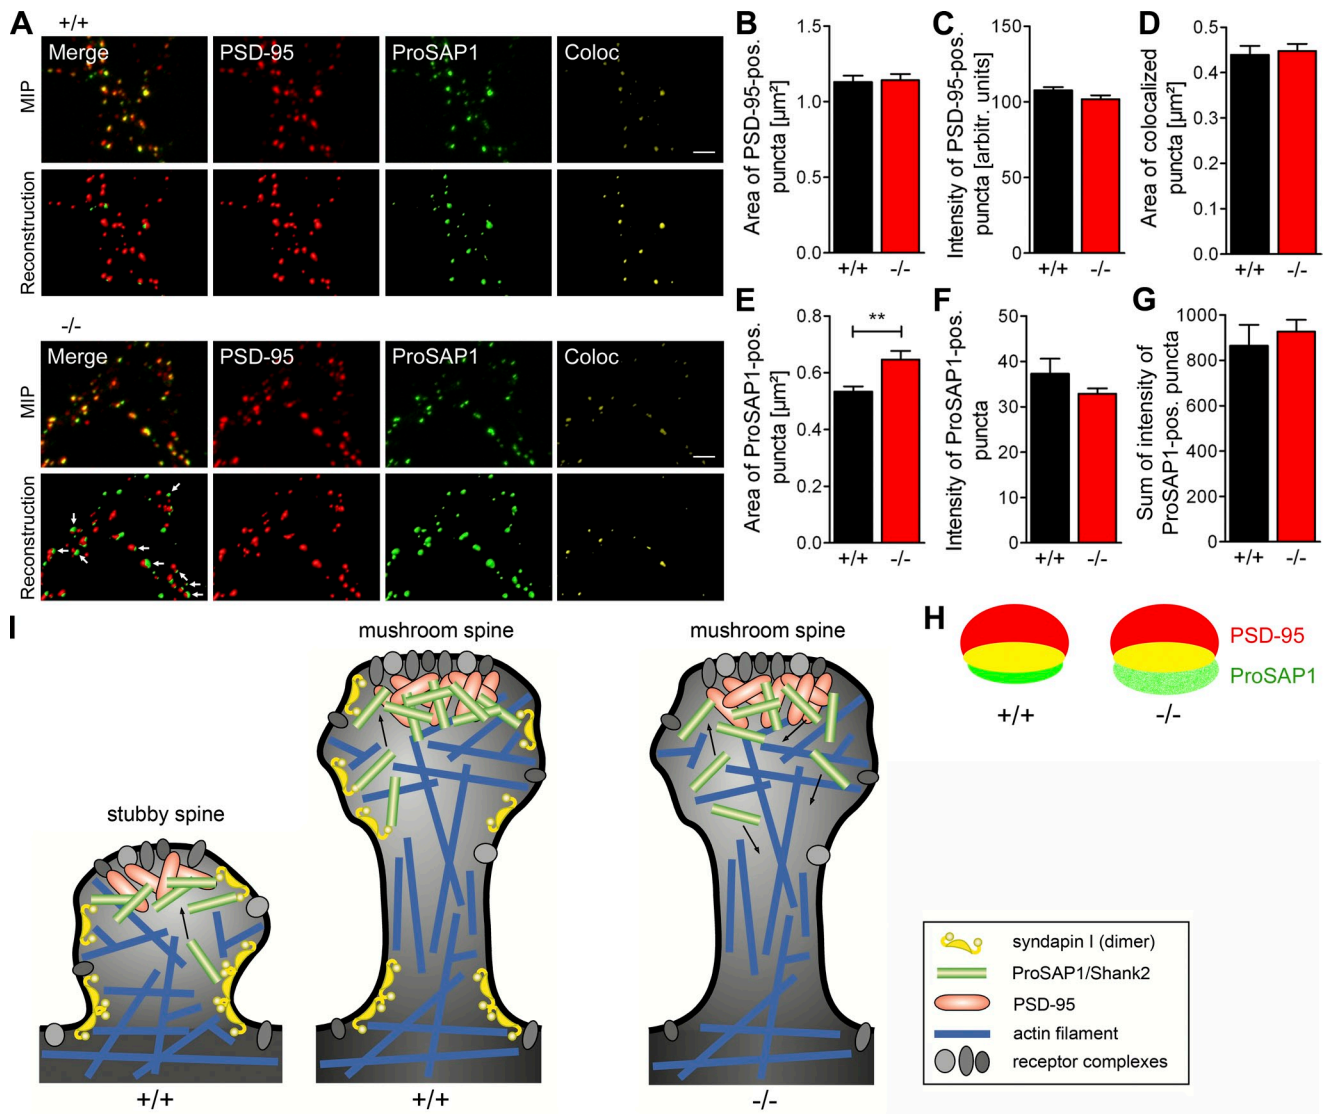 A
+/+
Merge
PSD-95
ProSAP1
Coloc
MIP
Reconstruction
-/-
Merge
PSD-95
ProSAP1
Coloc
MIP
Reconstruction
B
Area of PSD-95-pos.
puncta [µm²]
1.5
1.0
0.5
0.0
+/+
-/-
C
Intensity of PSD-95-pos.
puncta [arbitr. units]
150
100
50
0
+/+
-/-
D
Area of colocalized
puncta [µm²]
0.5
0.4
0.3
0.2
0.1
0.0
+/+
-/-
E
Area of ProSAP1-pos.
puncta [µm²]
0.8
0.6
0.4
0.2
0.0
**
+/+
-/-
F
Intensity of ProSAP1-pos.
puncta
50
40
30
20
10
0
+/+
-/-
G
Sum of intensity of
ProSAP1-pos. puncta
1000
800
600
400
200
0
+/+
-/-
H
PSD-95
ProSAP1
+/+
-/-
I
stubby spine
+/+
mushroom spine
+/+
mushroom spine
-/-
syndapin I (dimer)
ProSAP1/Shank2
PSD-95
actin filament
receptor complexes